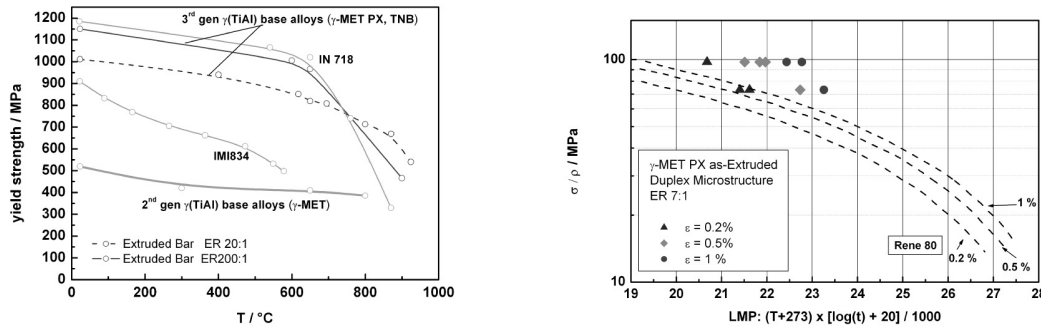 3rd gen γ(TiAl) base alloys (γ-MET PX, TNB)
IN 718
IMI834
2nd gen γ(TiAl) base alloys (γ-MET)
Extruded Bar ER 20:1
Extruded Bar ER200:1
yield strength / MPa
1200
1100
1000
900
800
700
600
500
400
300
200
100
0
0
200
400
600
800
1000
T / °C
σ/ρ / MPa
100
10
γ-MET PX as-Extruded
Duplex Microstructure
ER 7:1
ε = 0.2%
ε = 0.5%
ε = 1 %
Rene 80
1 %
0.2 %
0.5 %
19
20
21
22
23
24
25
26
27
28
LMP: (T+273) x [log(t) + 20] / 1000